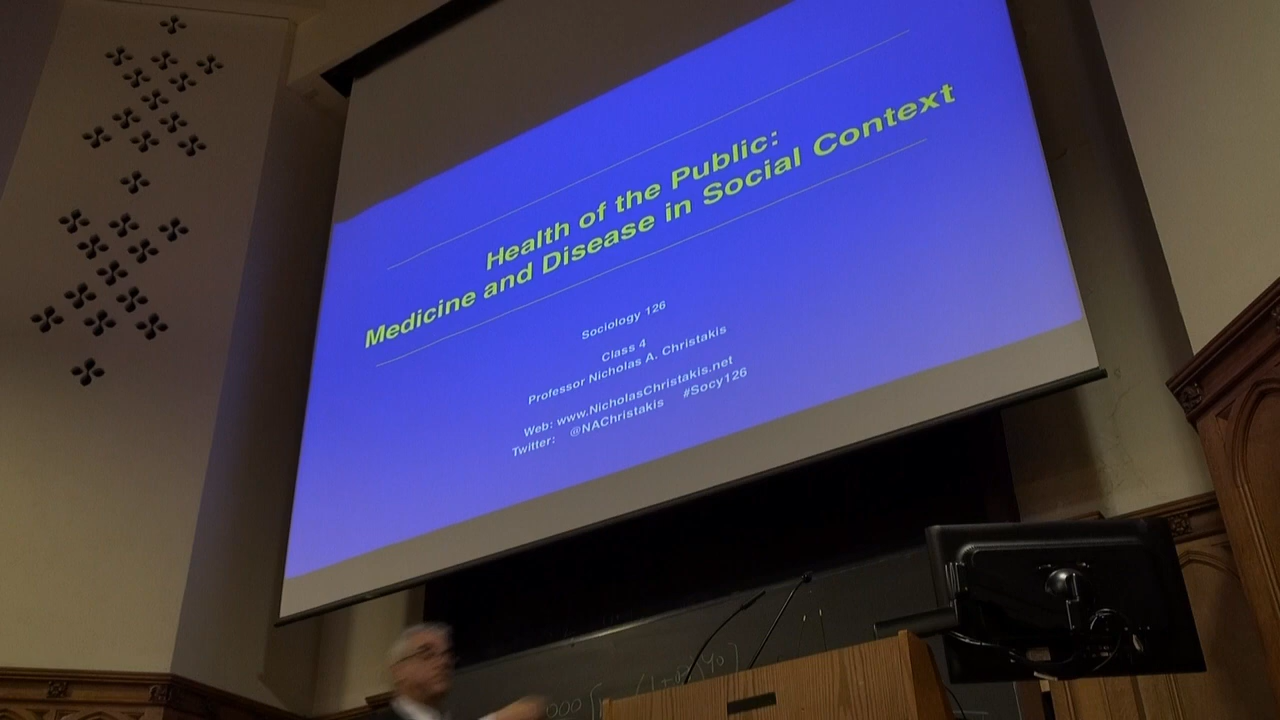 Health of the Public:
Medicine and Disease in Social Context
Sociology 126
Class 4
Professor Nicholas A. Christakis
Web: www.NicholasChristakis.net
Twitter: @NAChristakis #Socy126